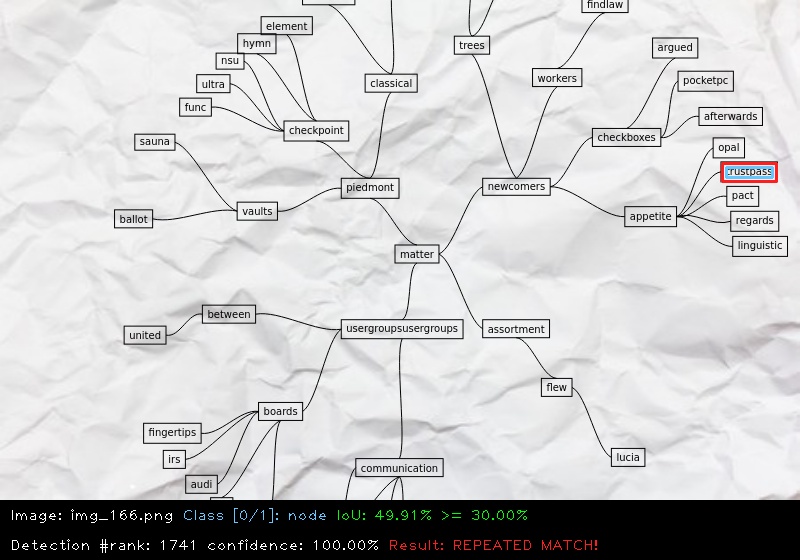 findlaw
element
trees
argued
hymn
nsu
workers
pocketpc
ultra
classical
func
afterwards
checkpoint
checkboxes
sauna
opal
trustpass
piedmont
newcomers
pact
vaults
appetite
ballot
regards
linguistic
matter
between
united
usergroupsusergroups
assortment
flew
boards
fingertips
irs
lucia
communication
audi
Image: img_166.png Class [0/1]: node IoU: 49.91% >= 30.00%
Detection #rank: 1741 confidence: 100.00% Result: REPEATED MATCH!